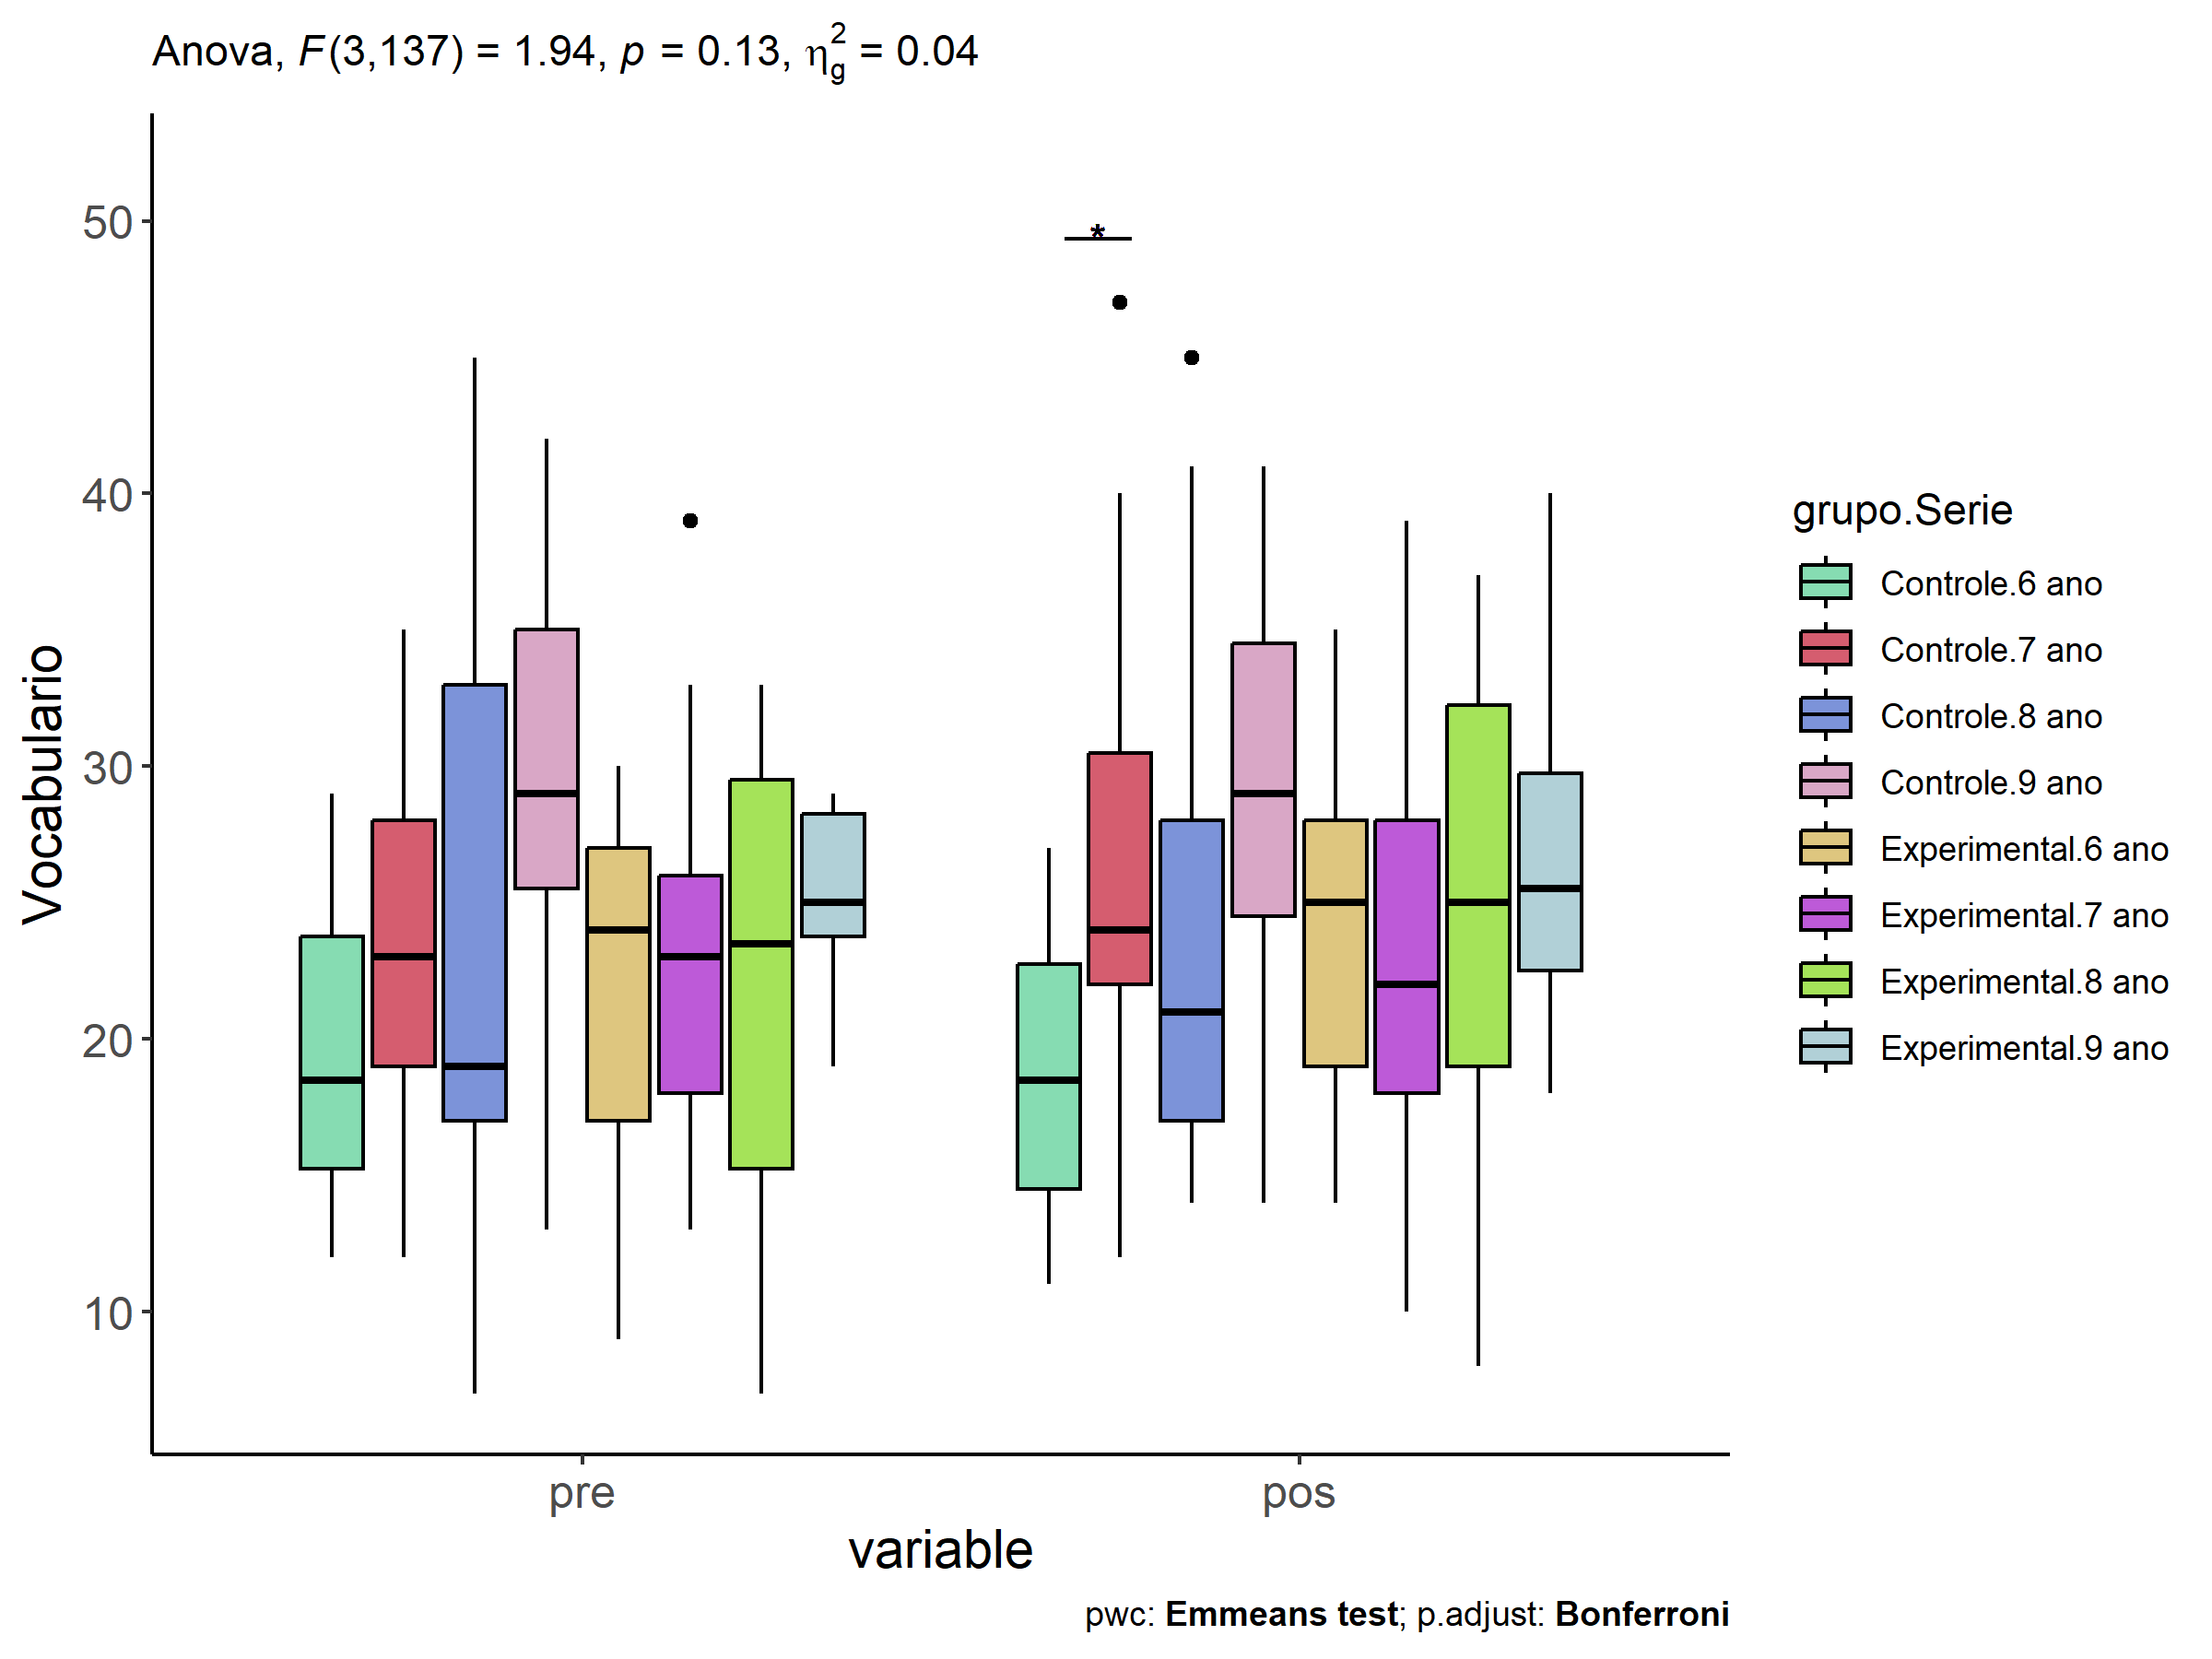 Anova, F(3,137) = 1.94, p = 0.13, η²g = 0.04
50
40
30
20
10
Vocabulario
*
pre
pos
variable
pwc: Emmeans test; p.adjust: Bonferroni
grupo.Serie
Controle.6 ano
Controle.7 ano
Controle.8 ano
Controle.9 ano
Experimental.6 ano
Experimental.7 ano
Experimental.8 ano
Experimental.9 ano